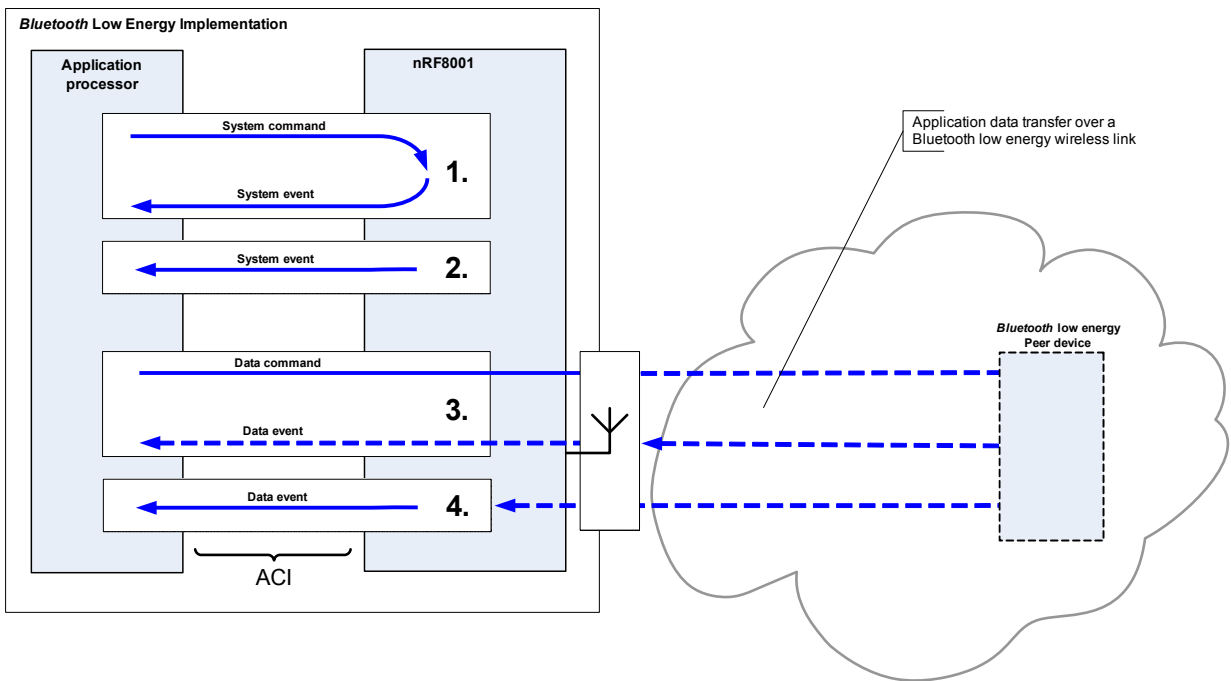 Bluetooth Low Energy Implementation
Application
processor
nRF8001
System command
1.
System event
System event
2.
Application data transfer over a
Bluetooth low energy wireless link
Bluetooth low energy
Peer device
Data command
3.
Data event
Data event
4.
ACI